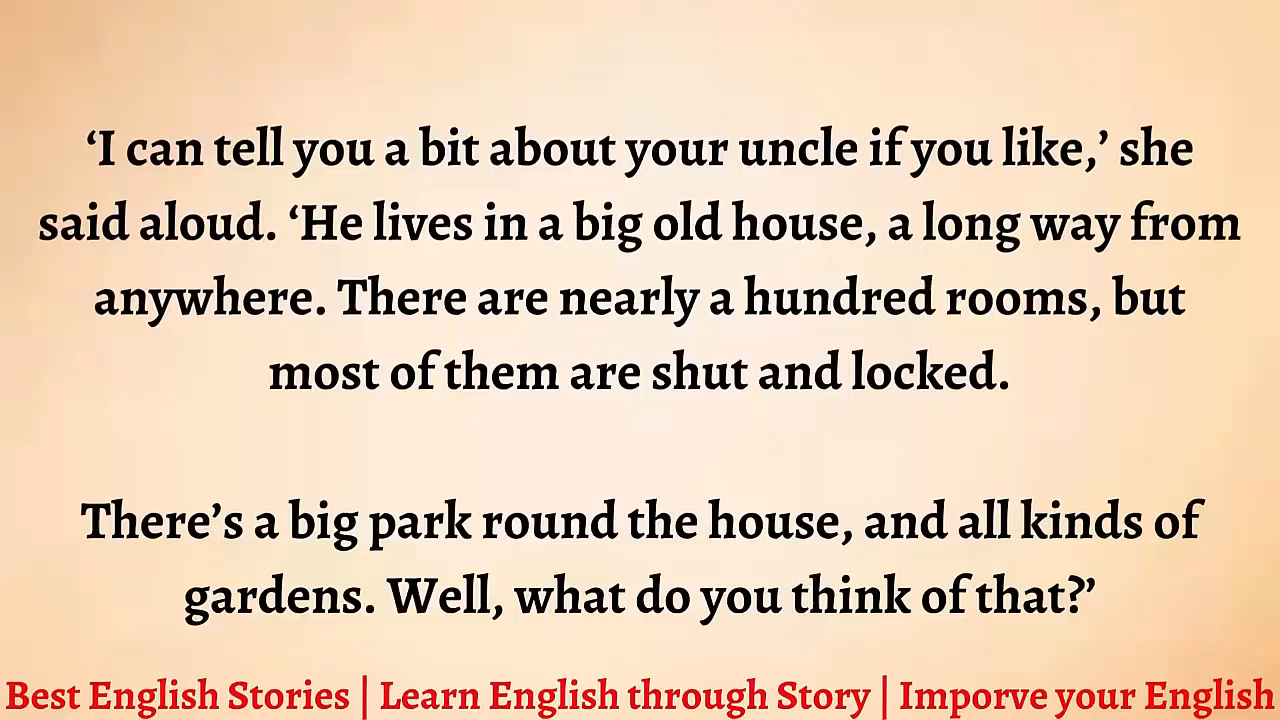 ‘I can tell you a bit about your uncle if you like,’ she
said aloud. ‘He lives in a big old house, a long way from
anywhere. There are nearly a hundred rooms, but
most of them are shut and locked.
There’s a big park round the house, and all kinds of
gardens. Well, what do you think of that?’
Best English Stories | Learn English through Story | Imporve your English